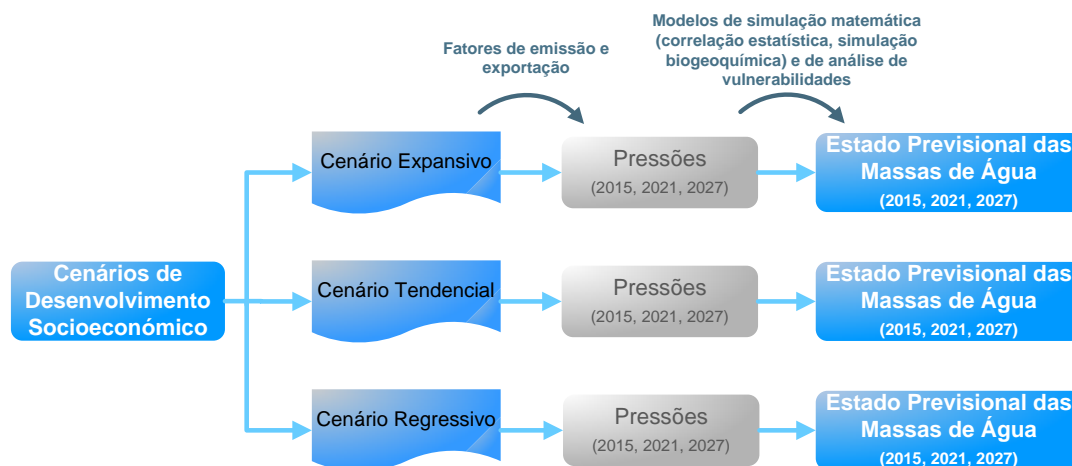 Fatores de emissão e
exportação
Modelos de simulação matemática
(correlação estatística, simulação
biogeoquímica) e de análise de
vulnerabilidades
Cenários de
Desenvolvimento
Socioeconómico
Cenário Expansivo
Pressões
(2015, 2021, 2027)
Estado Previsional das
Massas de Água
(2015, 2021, 2027)
Cenário Tendencial
Pressões
(2015, 2021, 2027)
Estado Previsional das
Massas de Água
(2015, 2021, 2027)
Cenário Regressivo
Pressões
(2015, 2021, 2027)
Estado Previsional das
Massas de Água
(2015, 2021, 2027)